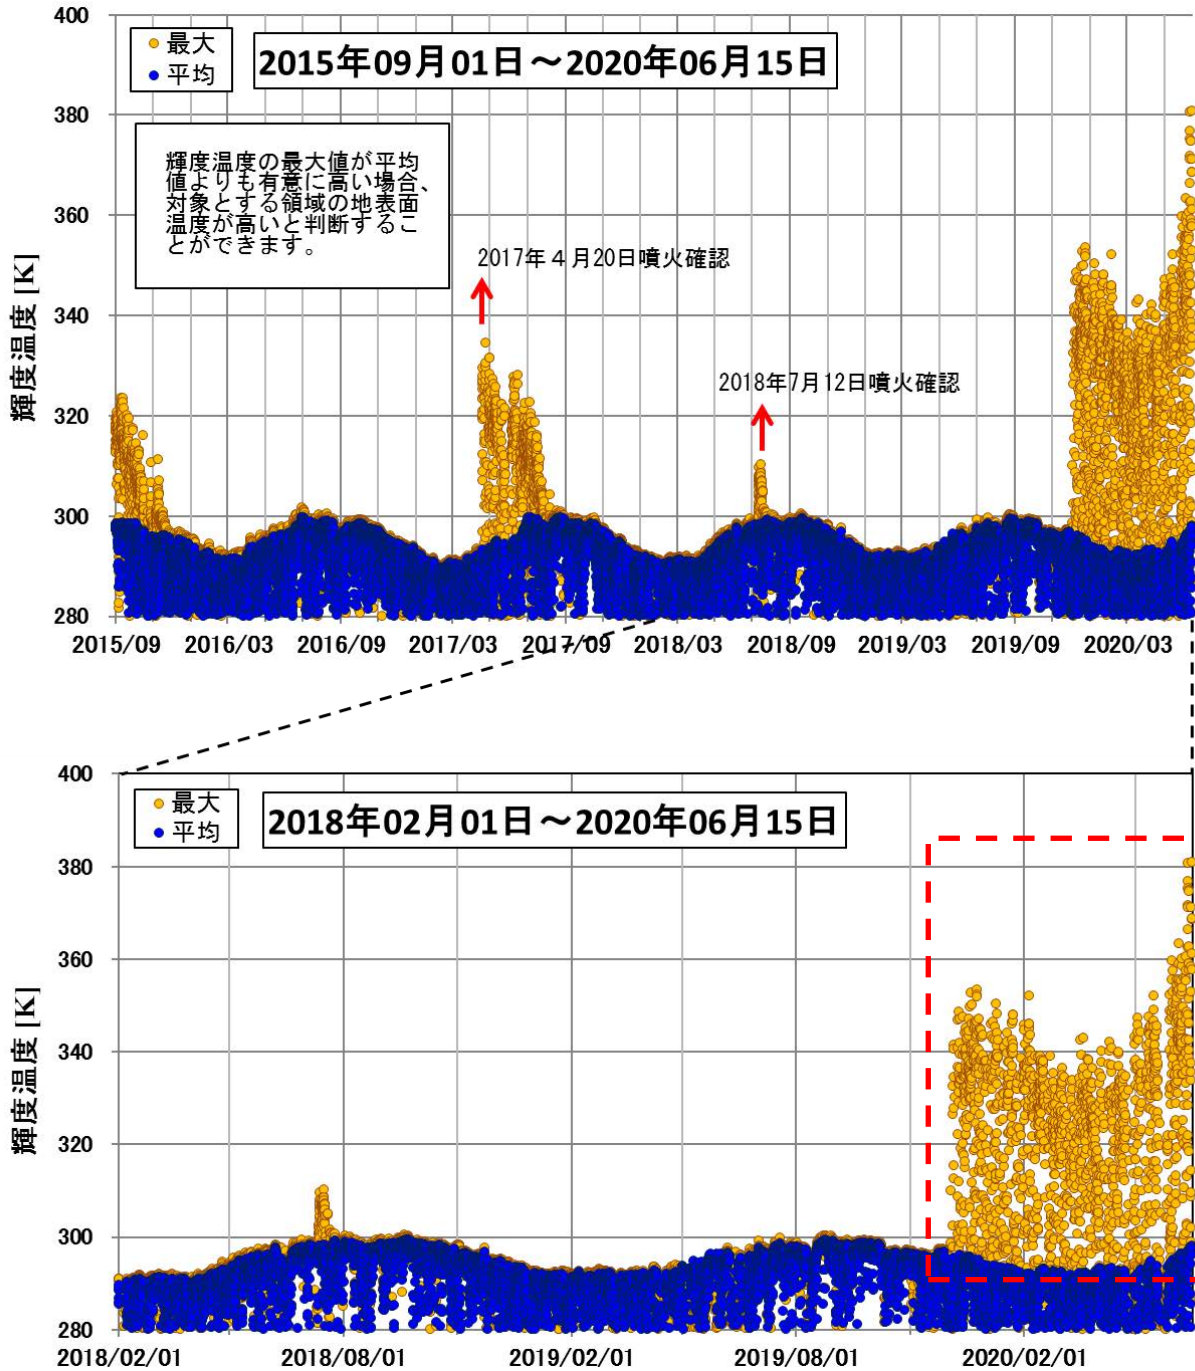 400
380
360
340
320
300
280
輝度温度 [K]
最大
平均
2015年09月01日～2020年06月15日
輝度温度の最大値が平均
値よりも有意に高い場合、
対象とする領域の地表面
温度が高いと判断するこ
とができます。
2017年４月20日噴火確認
2018年7月12日噴火確認
2015/09 2016/03 2016/09 2017/03 2017/09 2018/03 2018/09 2019/03 2019/09 2020/03
400
380
360
340
320
300
280
輝度温度 [K]
最大
平均
2018年02月01日～2020年06月15日
2018/02/01 2018/08/01 2019/02/01 2019/08/01 2020/02/01